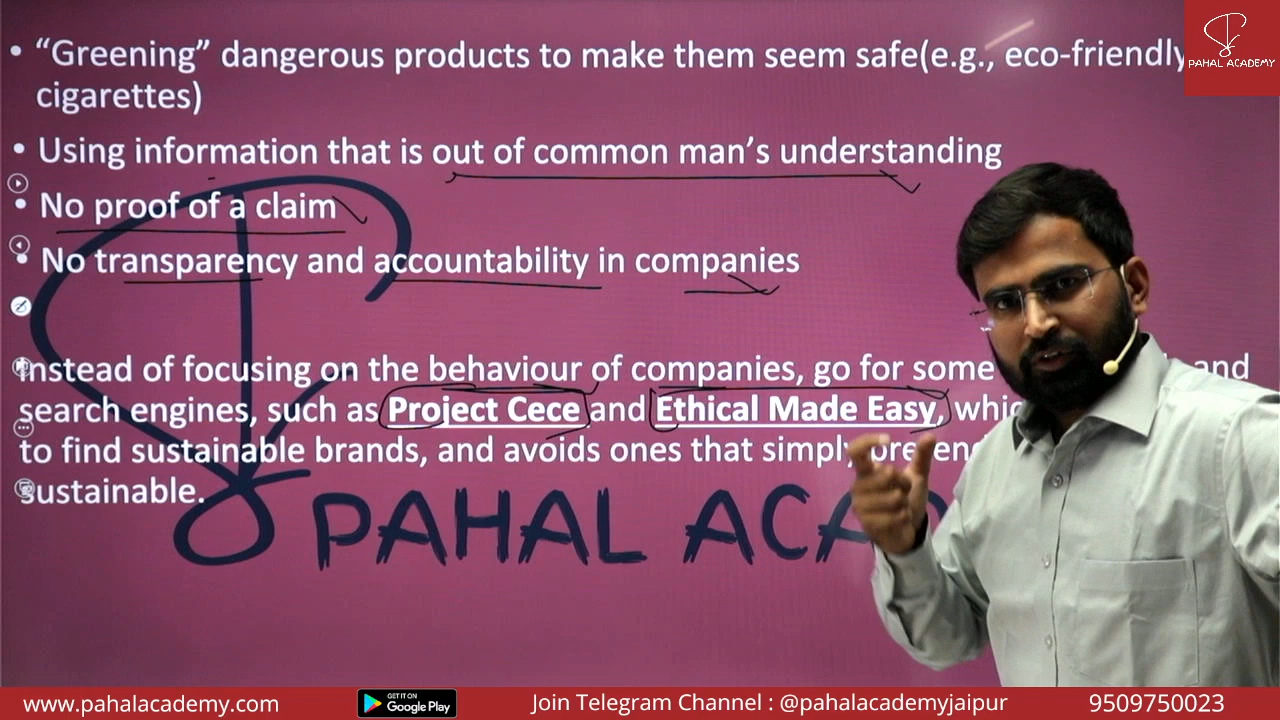 • “Greening” dangerous products to make them seem safe(e.g., eco-friendly
cigarettes)
PAHAL ACADEMY
• Using information that is out of common man’s understanding
• No proof of a claim
• No transparency and accountability in companies
Instead of focusing on the behaviour of companies, go for some and
search engines, such as Project Cece and Ethical Made Easy,
to find sustainable brands, and avoids ones that simply
sustainable.
PAHAL
www.pahalacademy.com
GET IT ON
Google Play
Join Telegram Channel : @pahalacademyjaipur
9509750023